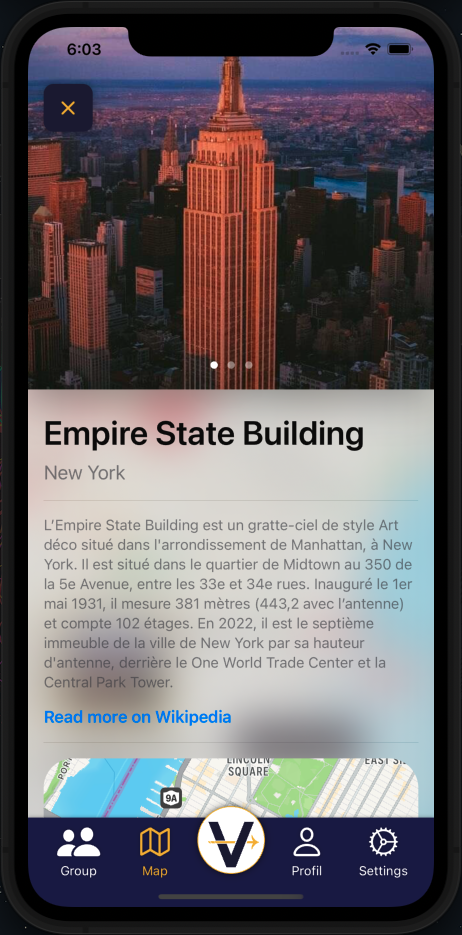 6:03
Empire State Building
New York
L’Empire State Building est un gratte-ciel de style Art
déco situé dans l'arrondissement de Manhattan, à New
York. Il est situé dans le quartier de Midtown au 350 de
la 5e Avenue, entre les 33e et 34e rues. Inauguré le 1er
mai 1931, il mesure 381 mètres (443,2 avec l’antenne)
et compte 102 étages. En 2022, il est le septième
immeuble de la ville de New York par sa hauteur
d'antenne, derrière le One World Trade Center et la
Central Park Tower.
Read more on Wikipedia
LINCOLN
SQUARE
EAST SI..
POR
9A
V
Group
Map
Profil
Settings